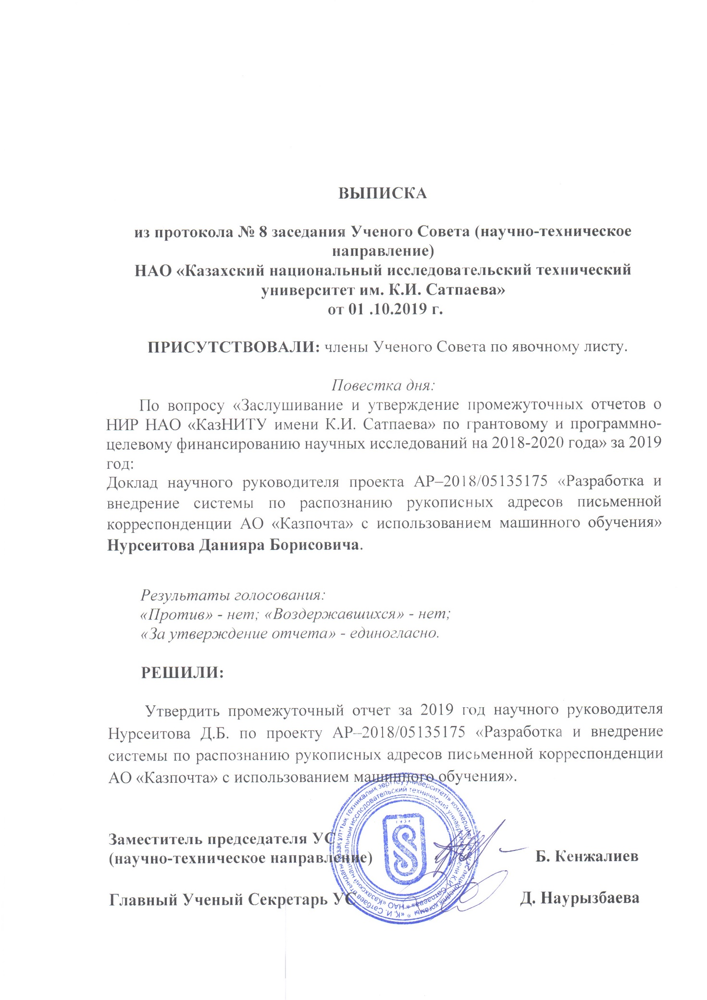 ВЫПИСКА
из протокола № 8 заседания Ученого Совета (научно-техническое
направление)
НАО «Казахский национальный исследовательский технический
университет им. К.И. Сатпаева»
от 01 .10.2019 г.
ПРИСУТСТВОВАЛИ: члены Ученого Совета по явочному листу.
Повестка дня:
По вопросу «Заслушивание и утверждение промежуточных отчетов о
НИР НАО «КазНИТУ имени К.И. Сатпаева» по грантовому и программно-
целевому финансированию научных исследований на 2018-2020 года» за 2019
год:
Доклад научного руководителя проекта АР–2018/05135175 «Разработка и
внедрение системы по распознанию рукописных адресов письменной
корреспонденции АО «Казпочта» с использованием машинного обучения»
Нурсеитова Данияра Борисовича.
Результаты голосования:
«Против» - нет; «Воздержавшихся» - нет;
«За утверждение отчета» - единогласно.
РЕШИЛИ:
Утвердить промежуточный отчет за 2019 год научного руководителя
Нурсеитова Д.Б. по проекту АР–2018/05135175 «Разработка и внедрение
системы по распознанию рукописных адресов письменной корреспонденции
АО «Казпочта» с использованием машинного обучения».
Заместитель председателя УС
(научно-техническое направление) Б. Кенжалиев
Главный Ученый Секретарь УС Д. Наурызбаева
«Қ. И. Сәтбаев атындағы Қазақ ұлттық техникалық зерттеу университеті» коммерциялық емес акционерлік қоғамы *
НАО «Казахский национальный исследовательский технический университет имени К.И. Сатпаева» *
1934